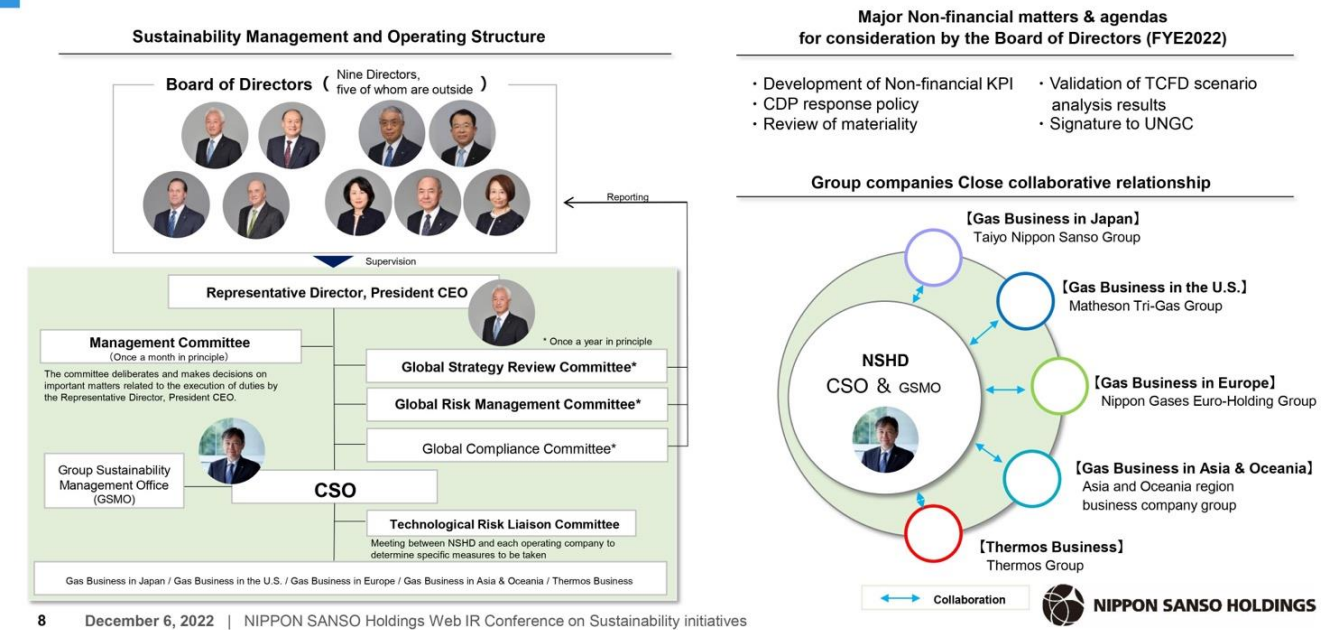 Sustainability Management and Operating Structure
Board of Directors ( Nine Directors,
five of whom are outside )
Reporting
Supervision
Representative Director, President CEO
Management Committee
(Once a month in principle)
The committee deliberates and makes decisions on
important matters related to the execution of duties by
the Representative Director, President CEO.
* Once a year in principle
Global Strategy Review Committee*
Global Risk Management Committee*
Global Compliance Committee*
Group Sustainability
Management Office
(GSMO)
CSO
Technological Risk Liaison Committee
Meeting between NSHD and each operating company to
determine specific measures to be taken
Gas Business in Japan / Gas Business in the U.S. / Gas Business in Europe / Gas Business in Asia & Oceania / Thermos Business
Major Non-financial matters & agendas
for consideration by the Board of Directors (FYE2022)
・Development of Non-financial KPI
・CDP response policy
・Review of materiality
・Validation of TCFD scenario
analysis results
・Signature to UNGC
Group companies Close collaborative relationship
【Gas Business in Japan】
Taiyo Nippon Sanso Group
【Gas Business in the U.S.】
Matheson Tri-Gas Group
NSHD
CSO & GSMO
【Gas Business in Europe】
Nippon Gases Euro-Holding Group
【Gas Business in Asia & Oceania】
Asia and Oceania region
business company group
【Thermos Business】
Thermos Group
Collaboration
NIPPON SANSO HOLDINGS
8 December 6, 2022 | NIPPON SANSO Holdings Web IR Conference on Sustainability initiatives